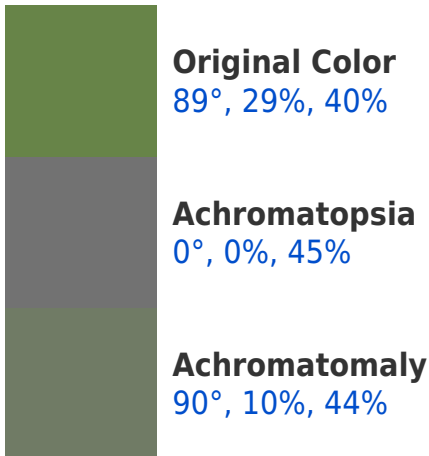 Original Color
89°, 29%, 40%
Achromatopsia
0°, 0%, 45%
Achromatomaly
90°, 10%, 44%